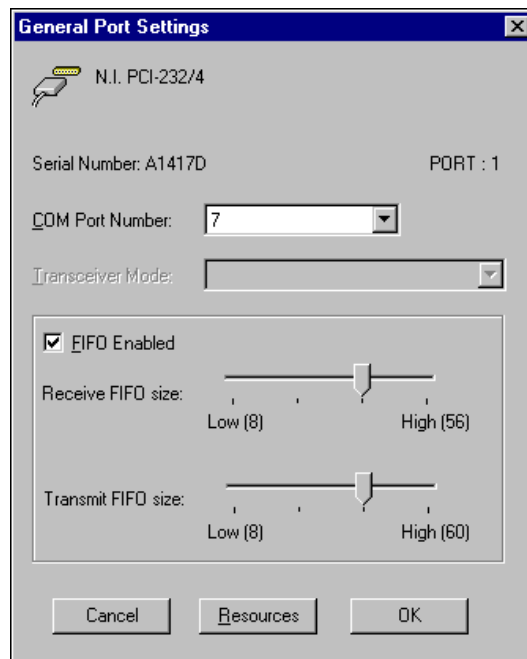 General Port Settings
N.I. PCI-232/4
Serial Number: A1417D PORT : 1
COM Port Number: 7
Transceiver Mode:
FIFO Enabled
Receive FIFO size:
Low (8) High (56)
Transmit FIFO size:
Low (8) High (60)
Cancel Resources OK